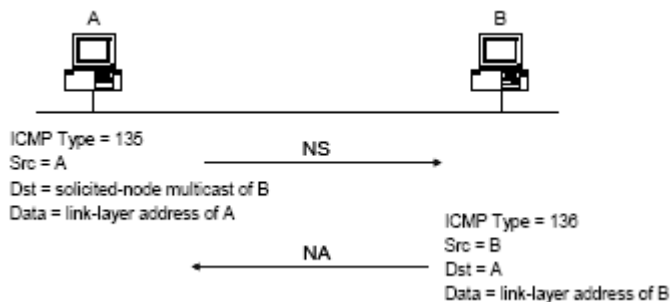 A
B
ICMP Type = 135
Src = A
Dst = solicited-node multicast of B
Data = link-layer address of A
NS
ICMP Type = 136
Src = B
Dst = A
Data = link-layer address of B
NA